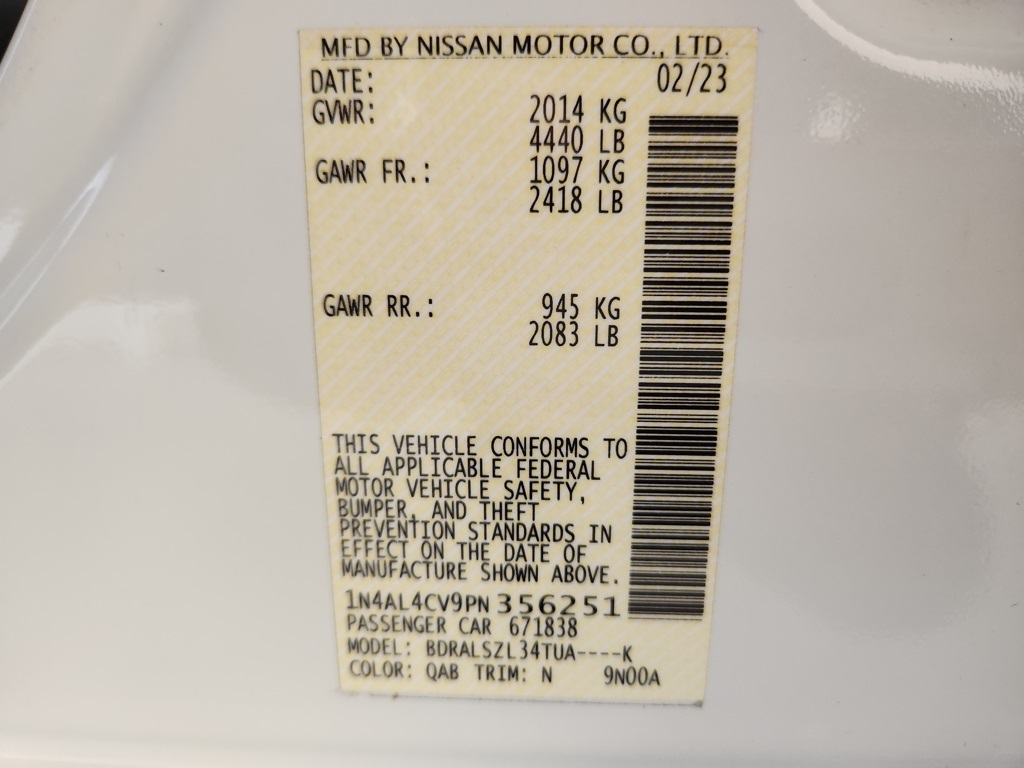 MFD BY NISSAN MOTOR CO., LTD.
DATE: 02/23
GVWR: 2014 KG
4440 LB
GAWR FR.: 1097 KG
2418 LB
GAWR RR.: 945 KG
2083 LB
THIS VEHICLE CONFORMS TO
ALL APPLICABLE FEDERAL
MOTOR VEHICLE SAFETY,
BUMPER, AND THEFT
PREVENTION STANDARDS IN
EFFECT ON THE DATE OF
MANUFACTURE SHOWN ABOVE.
1N4AL4CV9PN 356251
PASSENGER CAR 671838
MODEL: BDRALSZL34TUA----K
COLOR: QAB TRIM: N 9N00A